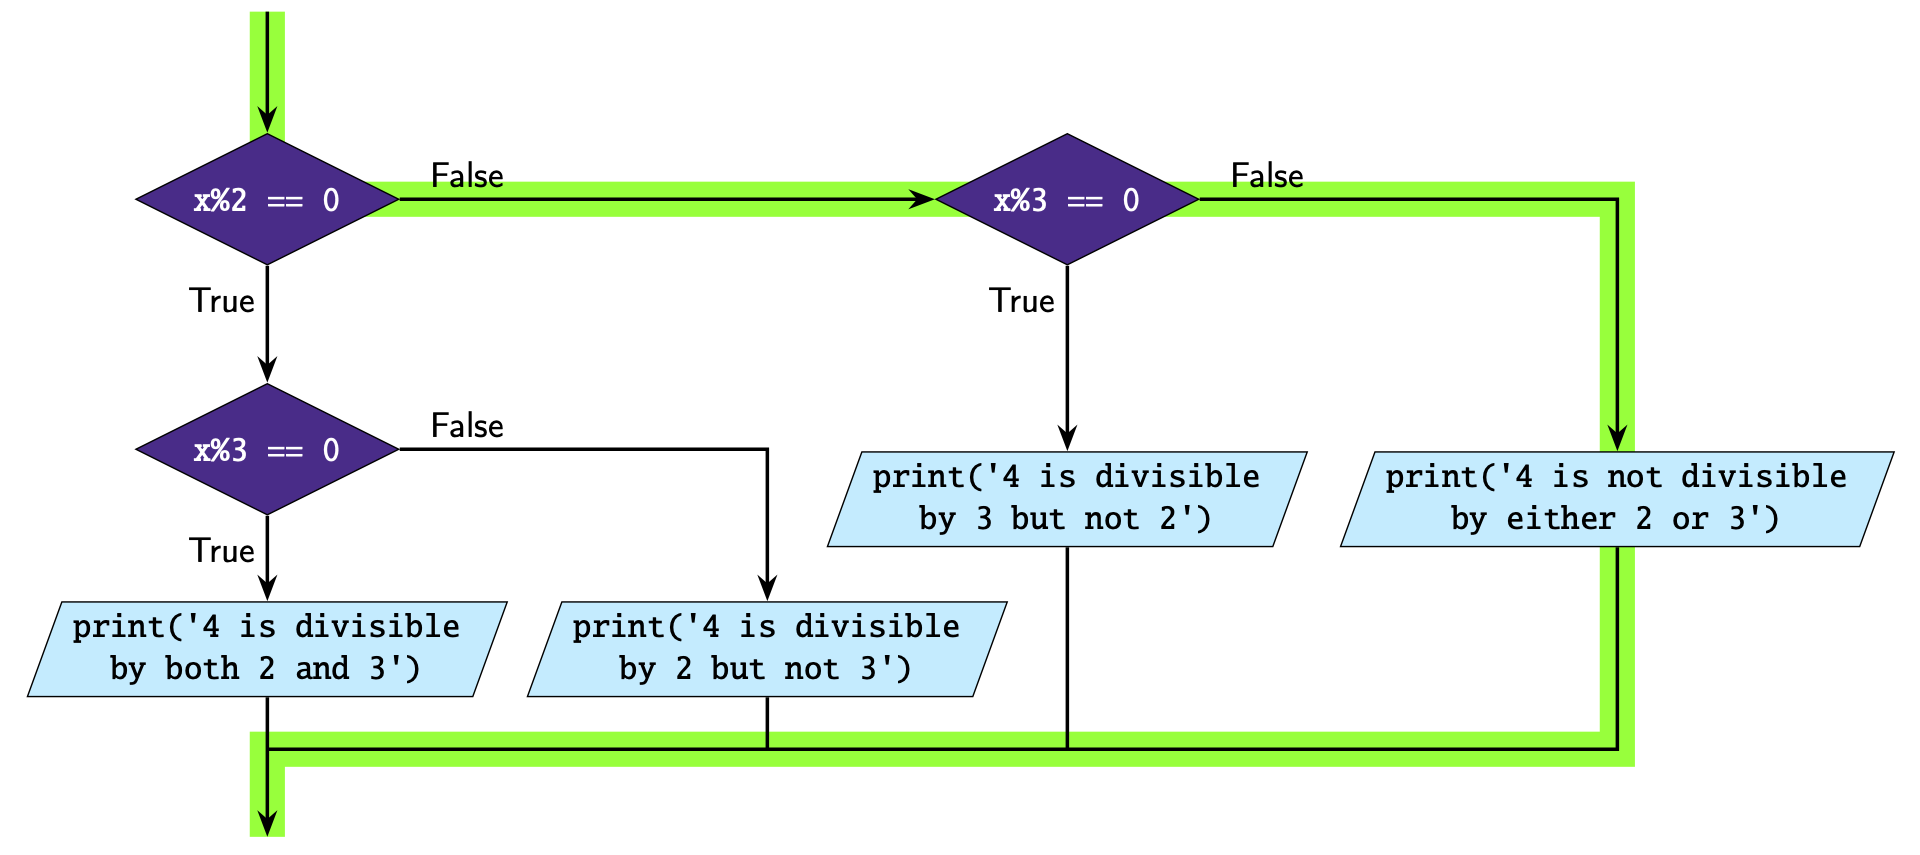 False
False
x%2 == 0
x%3 == 0
True
True
False
x%3 == 0
print('4 is divisible
by 3 but not 2')
print('4 is not divisible
by either 2 or 3')
True
print('4 is divisible
by both 2 and 3')
print('4 is divisible
by 2 but not 3')